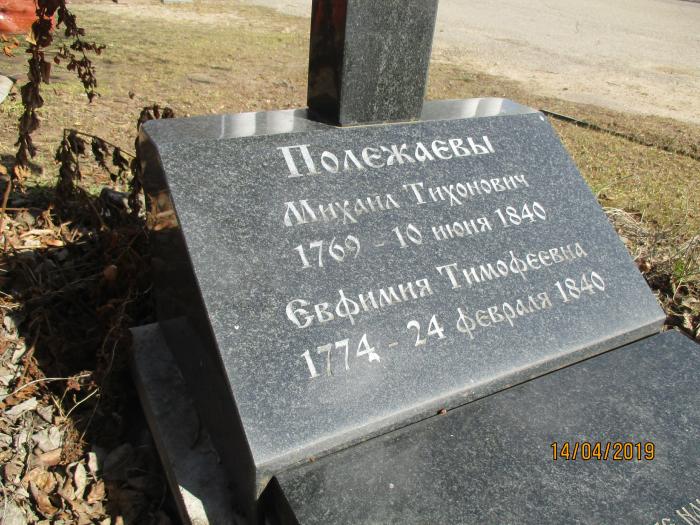 Полежаевы
Михаил Тихонович
1769 - 10 июня 1840
Евфимия Тимофеевна
1774 - 24 февраля 1840
14/04/2019